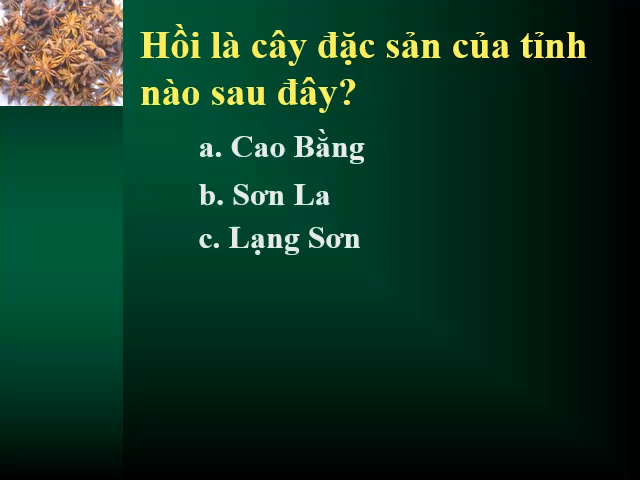 Hồi là cây đặc sản của tỉnh
nào sau đây?
a. Cao Bằng
b. Sơn La
c. Lạng Sơn